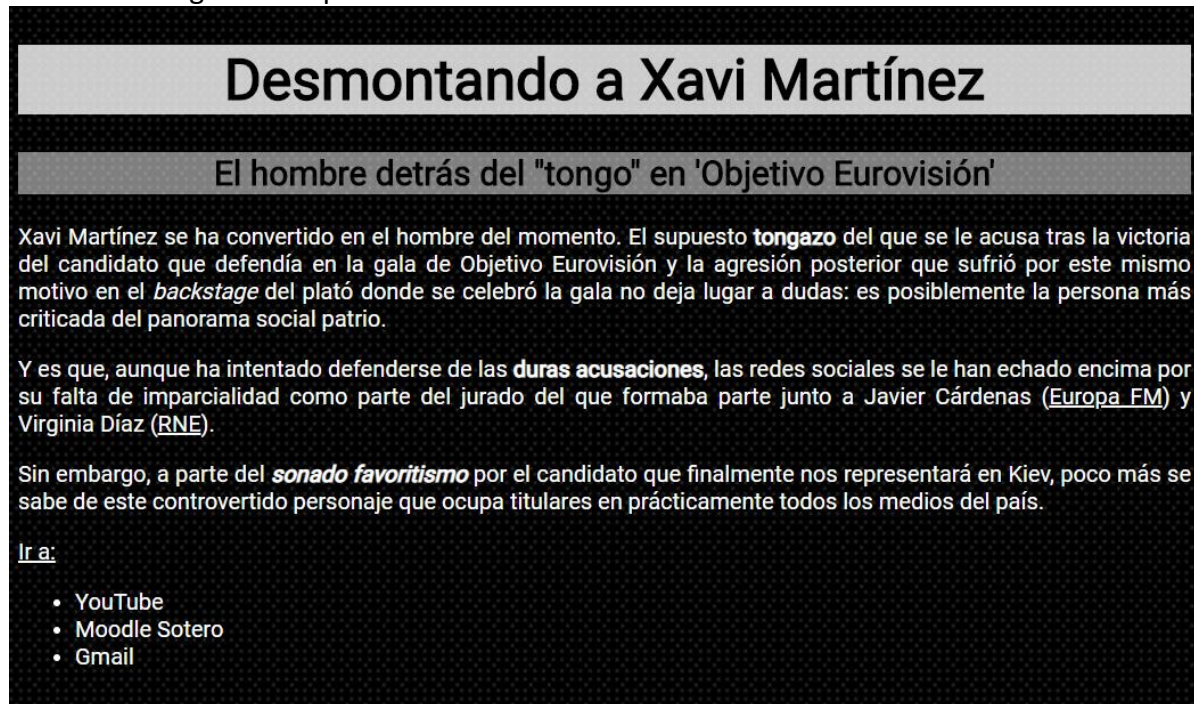 Desmontando a Xavi Martínez
El hombre detrás del "tongo" en 'Objetivo Eurovisión'
Xavi Martínez se ha convertido en el hombre del momento. El supuesto tongazo del que se le acusa tras la victoria
del candidato que defendía en la gala de Objetivo Eurovisión y la agresión posterior que sufrió por este mismo
motivo en el backstage del plató donde se celebró la gala no deja lugar a dudas: es posiblemente la persona más
criticada del panorama social patrio.
Y es que, aunque ha intentado defenderse de las duras acusaciones, las redes sociales se le han echado encima por
su falta de imparcialidad como parte del jurado del que formaba parte junto a Javier Cárdenas (Europa FM) y
Virginia Díaz (RNE).
Sin embargo, a parte del sonado favoritismo por el candidato que finalmente nos representará en Kiev, poco más se
sabe de este controvertido personaje que ocupa titulares en prácticamente todos los medios del país.
Ir a:
• YouTube
• Moodle Sotero
• Gmail